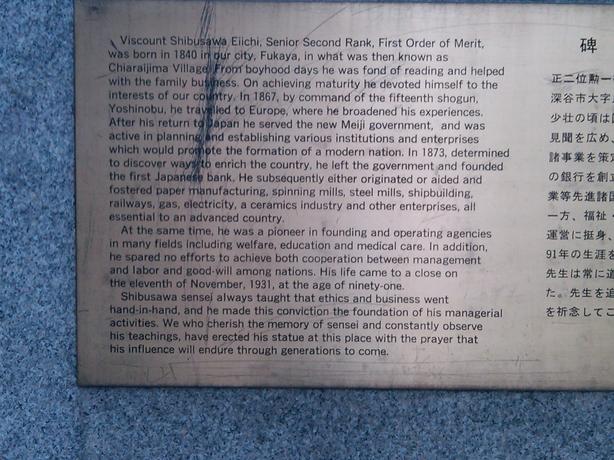 Viscount Shibusawa Eiichi, Senior Second Rank, First Order of Merit,
was born in 1840 in our city, Fukaya, in what was then known as
Chiaraijima Village. From boyhood days he was fond of reading and helped
with the family business. On achieving maturity he devoted himself to the
interests of our country. In 1867, by command of the fifteenth shogun,
Yoshinobu, he travelled to Europe, where he broadened his experiences.
After his return to Japan he served the new Meiji government, and was
active in planning and establishing various institutions and enterprises
which would promote the formation of a modern nation. In 1873, determined
to discover ways to enrich the country, he left the government and founded
the first Japanese bank. He subsequently either originated or aided and
fostered paper manufacturing, spinning mills, steel mills, shipbuilding,
railways, gas, electricity, a ceramics industry and other enterprises, all
essential to an advanced country.
At the same time, he was a pioneer in founding and operating agencies
in many fields including welfare, education and medical care. In addition,
he spared no efforts to achieve both cooperation between management
and labor and good-will among nations. His life came to a close on
the eleventh of November, 1931, at the age of ninety-one.
Shibusawa sensei always taught that ethics and business went
hand-in-hand, and he made this conviction the foundation of his managerial
activities. We who cherish the memory of sensei and constantly observe
his teachings, have erected his statue at this place with the prayer that
his influence will endure through generations to come.
碑
正二位勲一
深谷市大字
少壮の頃は
見聞を広め、
諸事業を策
の銀行を創
業等先進諸国
一方、福祉・
運営に挺身、
91年の生涯を
先生は常に道
た。先生を追
を祈念してこ